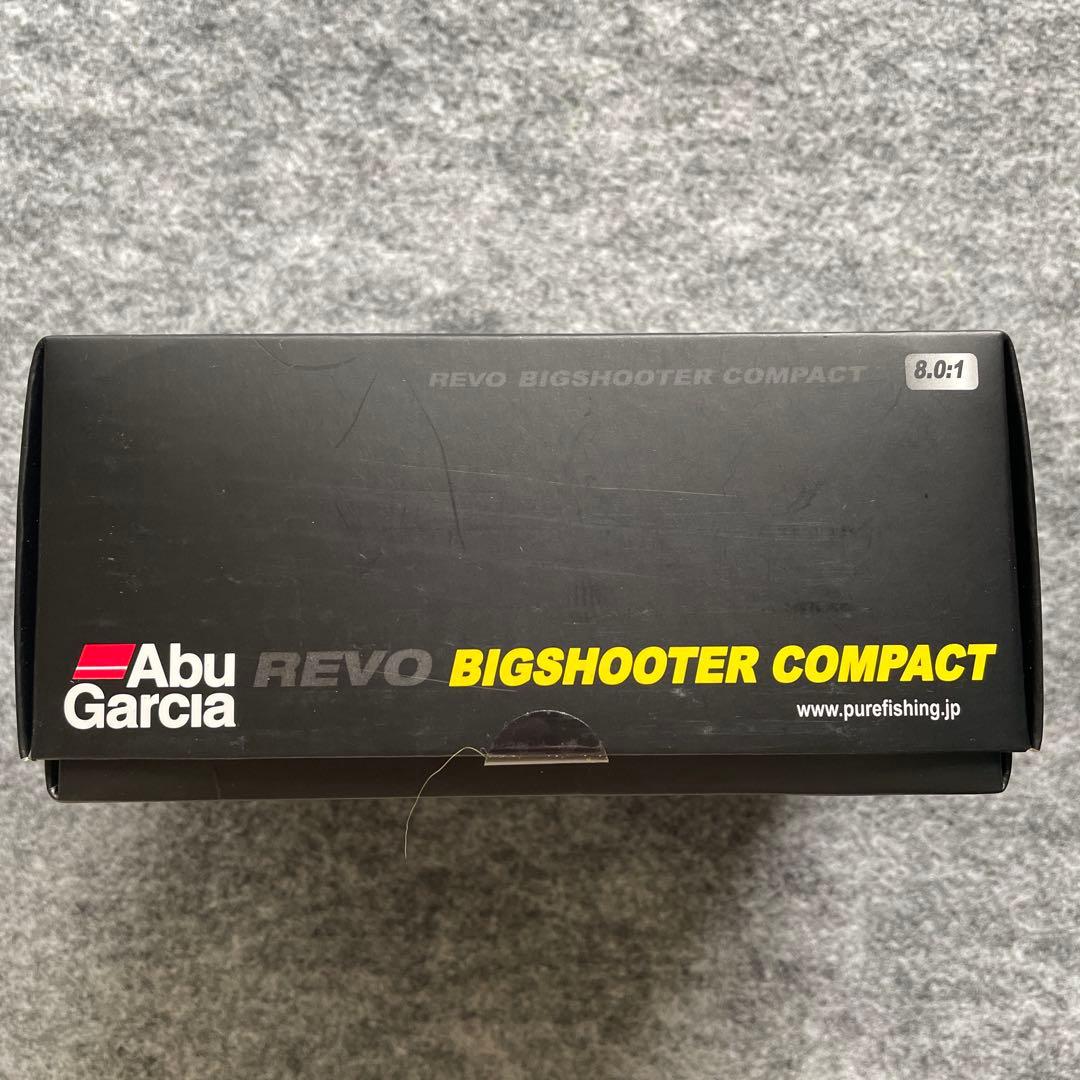 REVO BIGSHOOTER COMPACT 8.0:1
Abu Garcia REVO BIGSHOOTER COMPACT
www.purefishing.jp